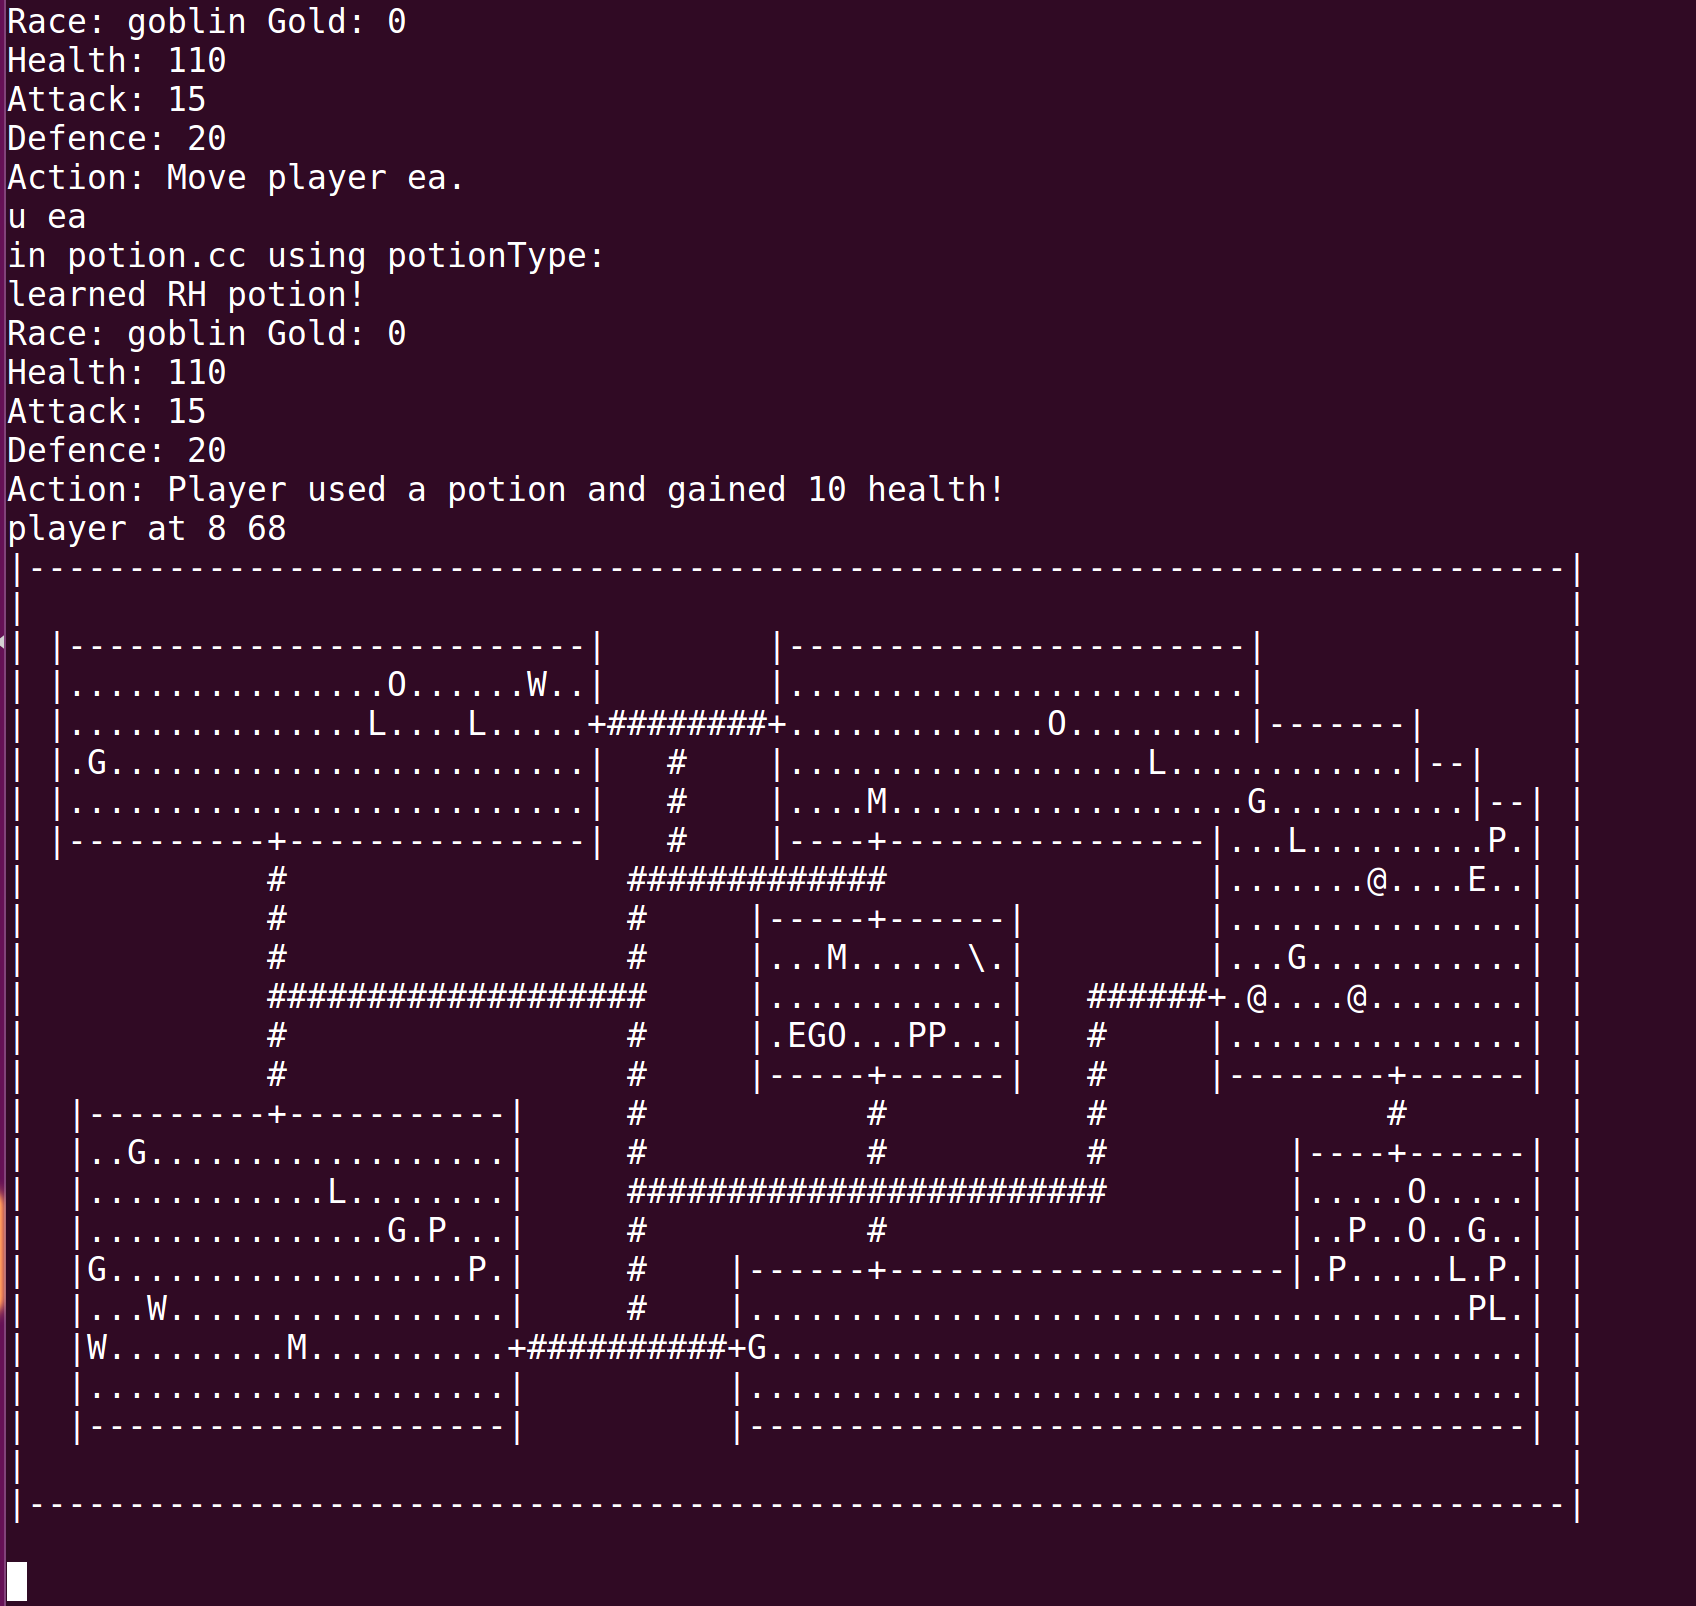 Race: goblin Gold: 0
Health: 110
Attack: 15
Defence: 20
Action: Move player ea.
u ea
in potion.cc using potionType:
learned RH potion!
Race: goblin Gold: 0
Health: 110
Attack: 15
Defence: 20
Action: Player used a potion and gained 10 health!
player at 8 68
|-----------------------------------------------------------------------------|
|                                                                             |
| |--------------------------|        |-----------------------|               |
| |................O......W..|        |.......................|               |
| |...............L....L.....+########+.............O.........|-------|       |
| |.G........................|   #    |..................L............|--|    |
| |..........................|   #    |....M..................G..........|--| |
| |----------+---------------|   #    |----+----------------|...L.........P.| |
|            #                 #############                |.......@....E..| |
|            #                 #     |-----+------|         |...............| |
|            #                 #     |...M......\.|         |...G...........| |
|            ###################     |............|   ######+.@....@........| |
|            #                 #     |.EGO...PP...|   #     |...............| |
|            #                 #     |-----+------|   #     |--------+------| |
|  |---------+-----------|     #           #          #              #        |
|  |..G..................|     #           #          #         |----+------| |
|  |............L........|     ########################         |.....O.....| |
|  |...............G.P...|     #           #                    |..P..O..G..| |
|  |G..................P.|     #    |------+--------------------|.P.....L.P.| |
|  |...W.................|     #    |....................................PL.| |
|  |W.........M..........+##########+G......................................| |
|  |.....................|          |.......................................| |
|  |---------------------|          |---------------------------------------| |
|                                                                             |
|-----------------------------------------------------------------------------|